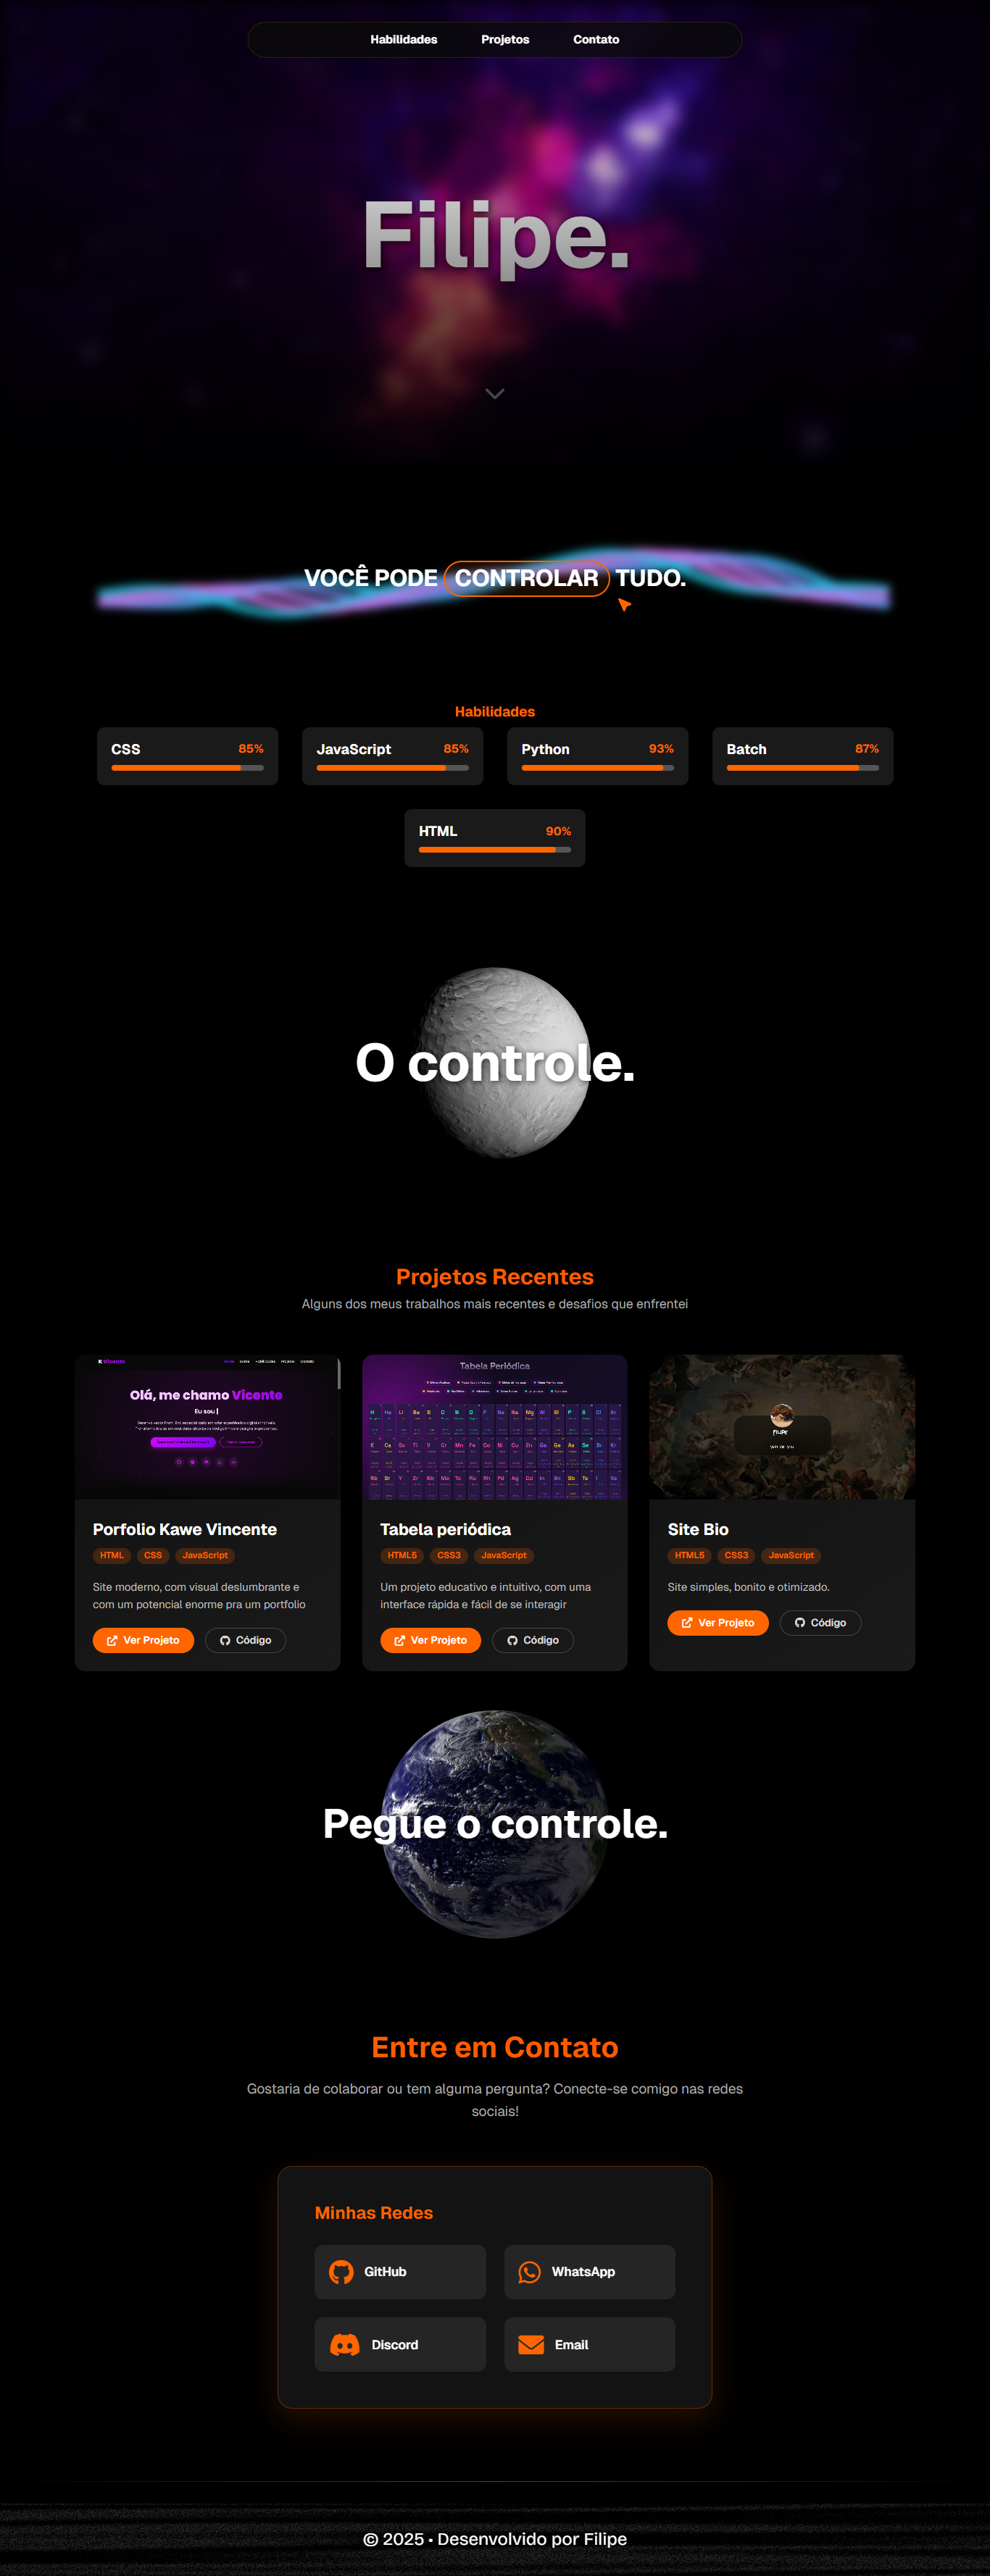 Habilidades Projetos Contato
Filipe.
VOCÊ PODE CONTROLAR TUDO.
Habilidades
CSS 85%
JavaScript 85%
Python 93%
Batch 87%
HTML 90%
O controle.
Projetos Recentes
Alguns dos meus trabalhos mais recentes e desafios que enfrentei
Olá, me chamo Vicente
Eu sou |
Porfolio Kawe Vincente
HTML CSS JavaScript
Site moderno, com visual deslumbrante e
com um potencial enorme pra um portfolio
Ver Projeto Código
Tabela Periódica
Tabela periódica
HTML5 CSS3 JavaScript
Um projeto educativo e intuitivo, com uma
interface rápida e fácil de se interagir
Ver Projeto Código
Site Bio
HTML5 CSS3 JavaScript
Site simples, bonito e otimizado.
Ver Projeto Código
Pegue o controle.
Entre em Contato
Gostaria de colaborar ou tem alguma pergunta? Conecte-se comigo nas redes
sociais!
Minhas Redes
GitHub
WhatsApp
Discord
Email
© 2025 • Desenvolvido por Filipe